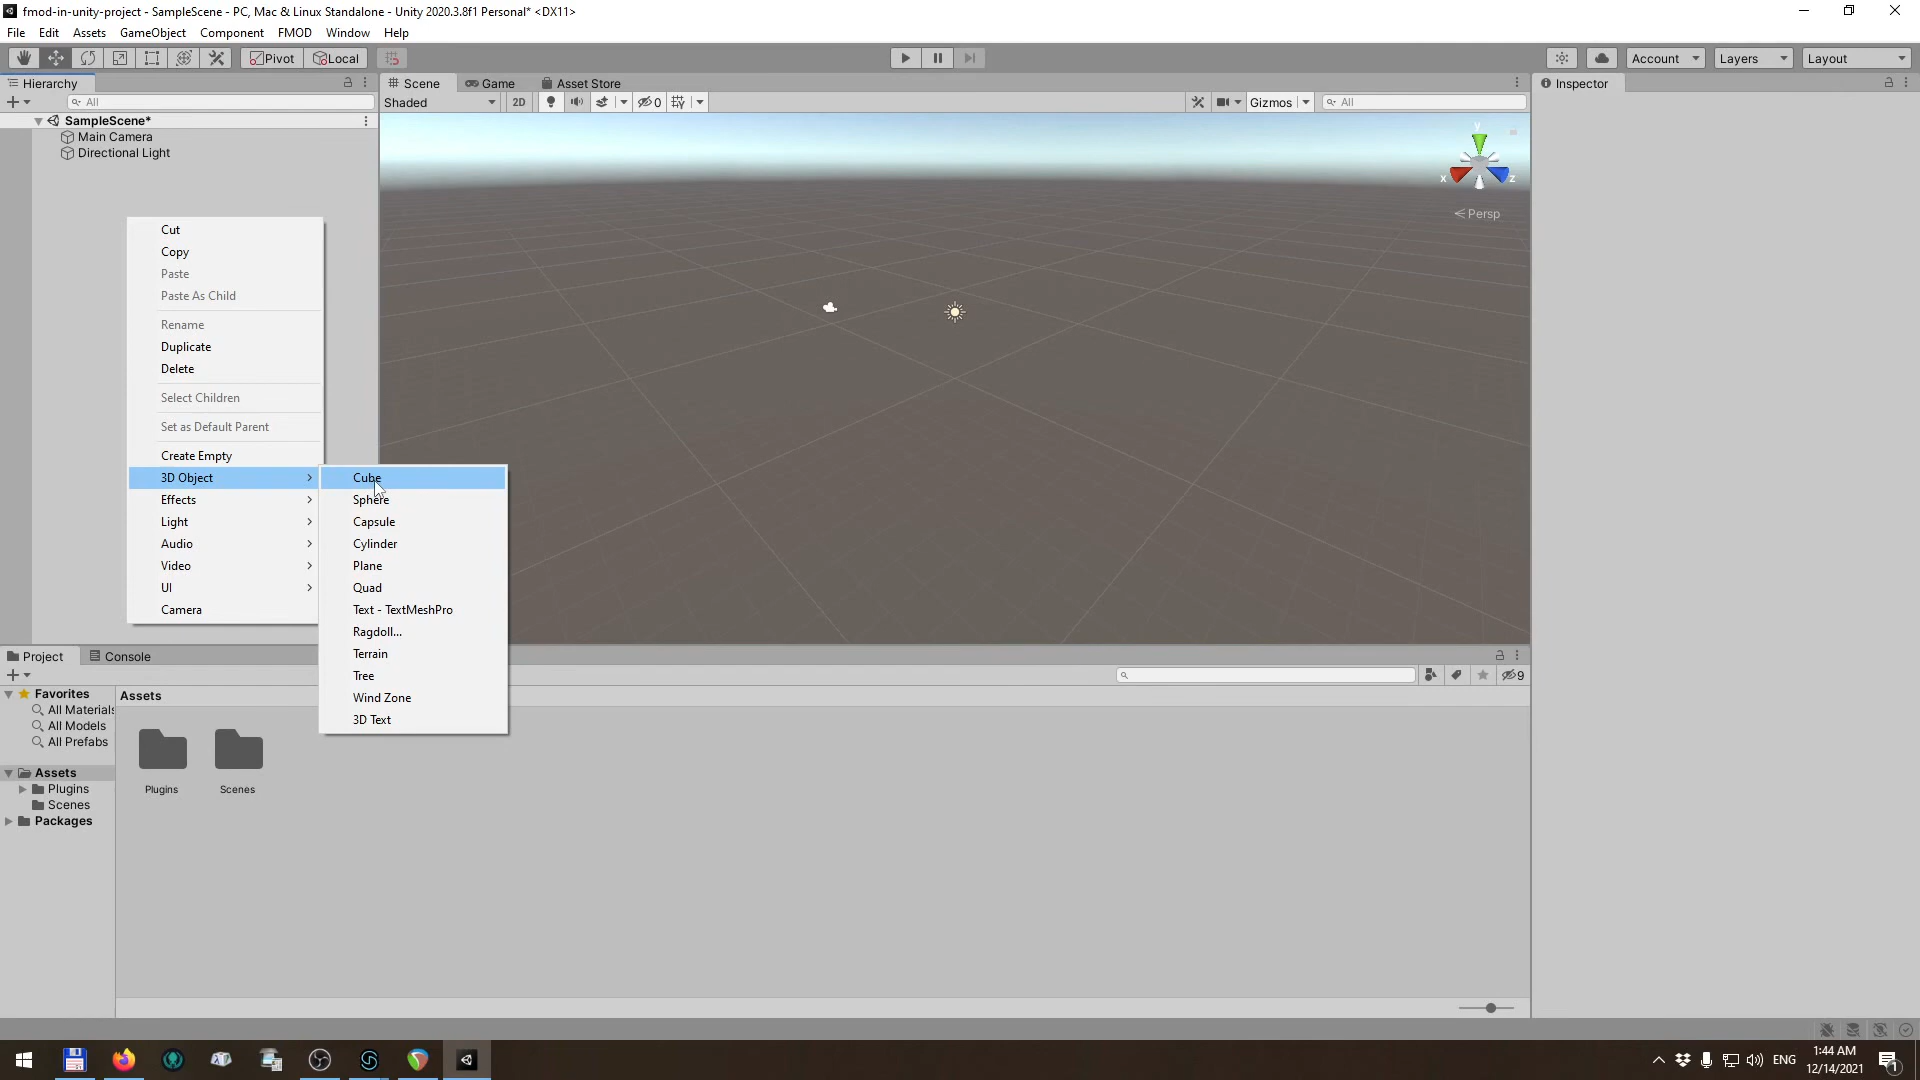 fmod-in-unity-project - SampleScene - PC, Mac & Linux Standalone - Unity 2020.3.8f1 Personal* <DX11>
File Edit Assets GameObject Component FMOD Window Help
Pivot Local Account Layers Layout
Hierarchy
All
SampleScene*
Main Camera
Directional Light
Scene Game Asset Store
Shaded 2D 0 Gizmos All
y
x z
Persp
Inspector
Cut
Copy
Paste
Paste As Child
Rename
Duplicate
Delete
Select Children
Set as Default Parent
Create Empty
3D Object
Effects
Light
Audio
Video
UI
Camera
Cube
Sphere
Capsule
Cylinder
Plane
Quad
Text - TextMeshPro
Ragdoll...
Terrain
Tree
Wind Zone
3D Text
Project Console
9
Favorites
All Materials
All Models
All Prefabs
Assets
Plugins
Scenes
Packages
Assets
Plugins Scenes
ENG 1:44 AM
12/14/2021
1